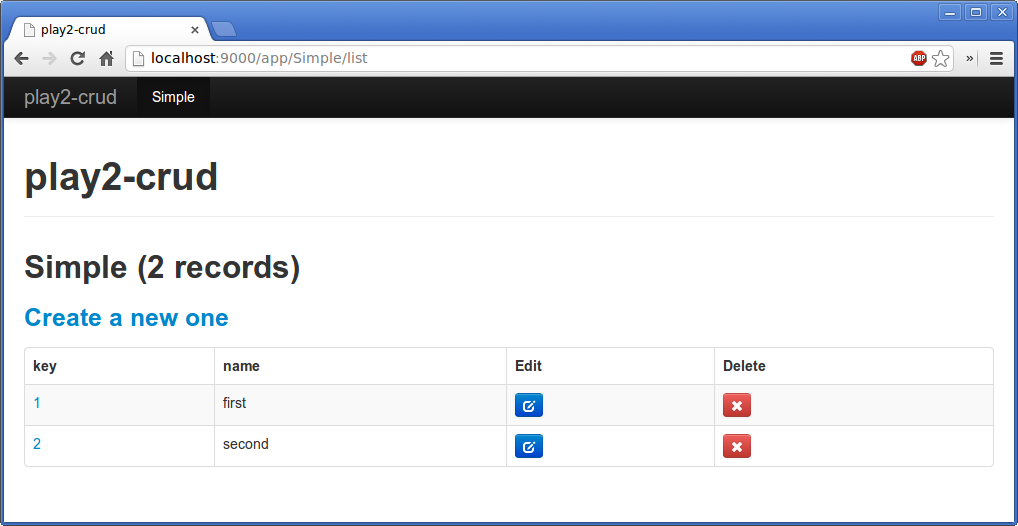 play2-crud
localhost:9000/app/Simple/list
ABP
»
play2-crud Simple
play2-crud
Simple (2 records)
Create a new one
key name Edit Delete
1 first
2 second